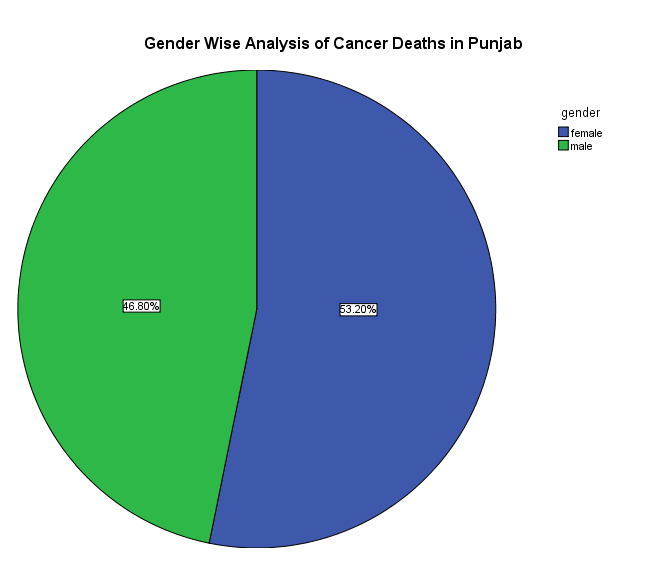 Gender Wise Analysis of Cancer Deaths in Punjab
gender
female
male
46.80%
53.20%